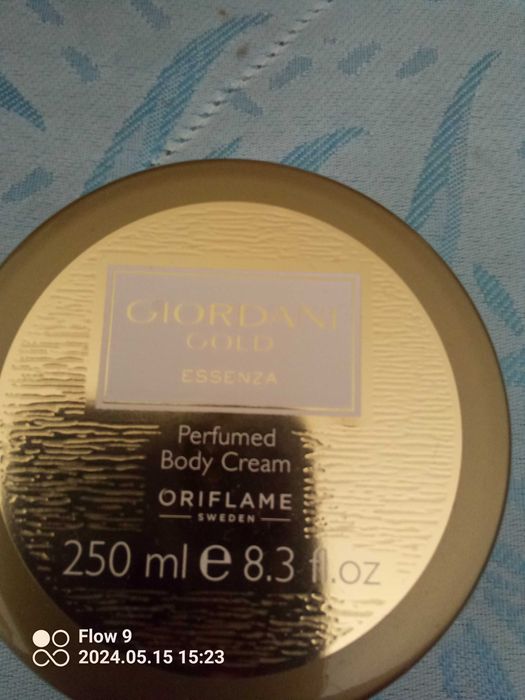 GIORDANI
GOLD
ESSENZA
Perfumed
Body Cream
ORIFLAME
SWEDEN
250 ml e 8.3 fl.oz
Flow 9
2024.05.15 15:23